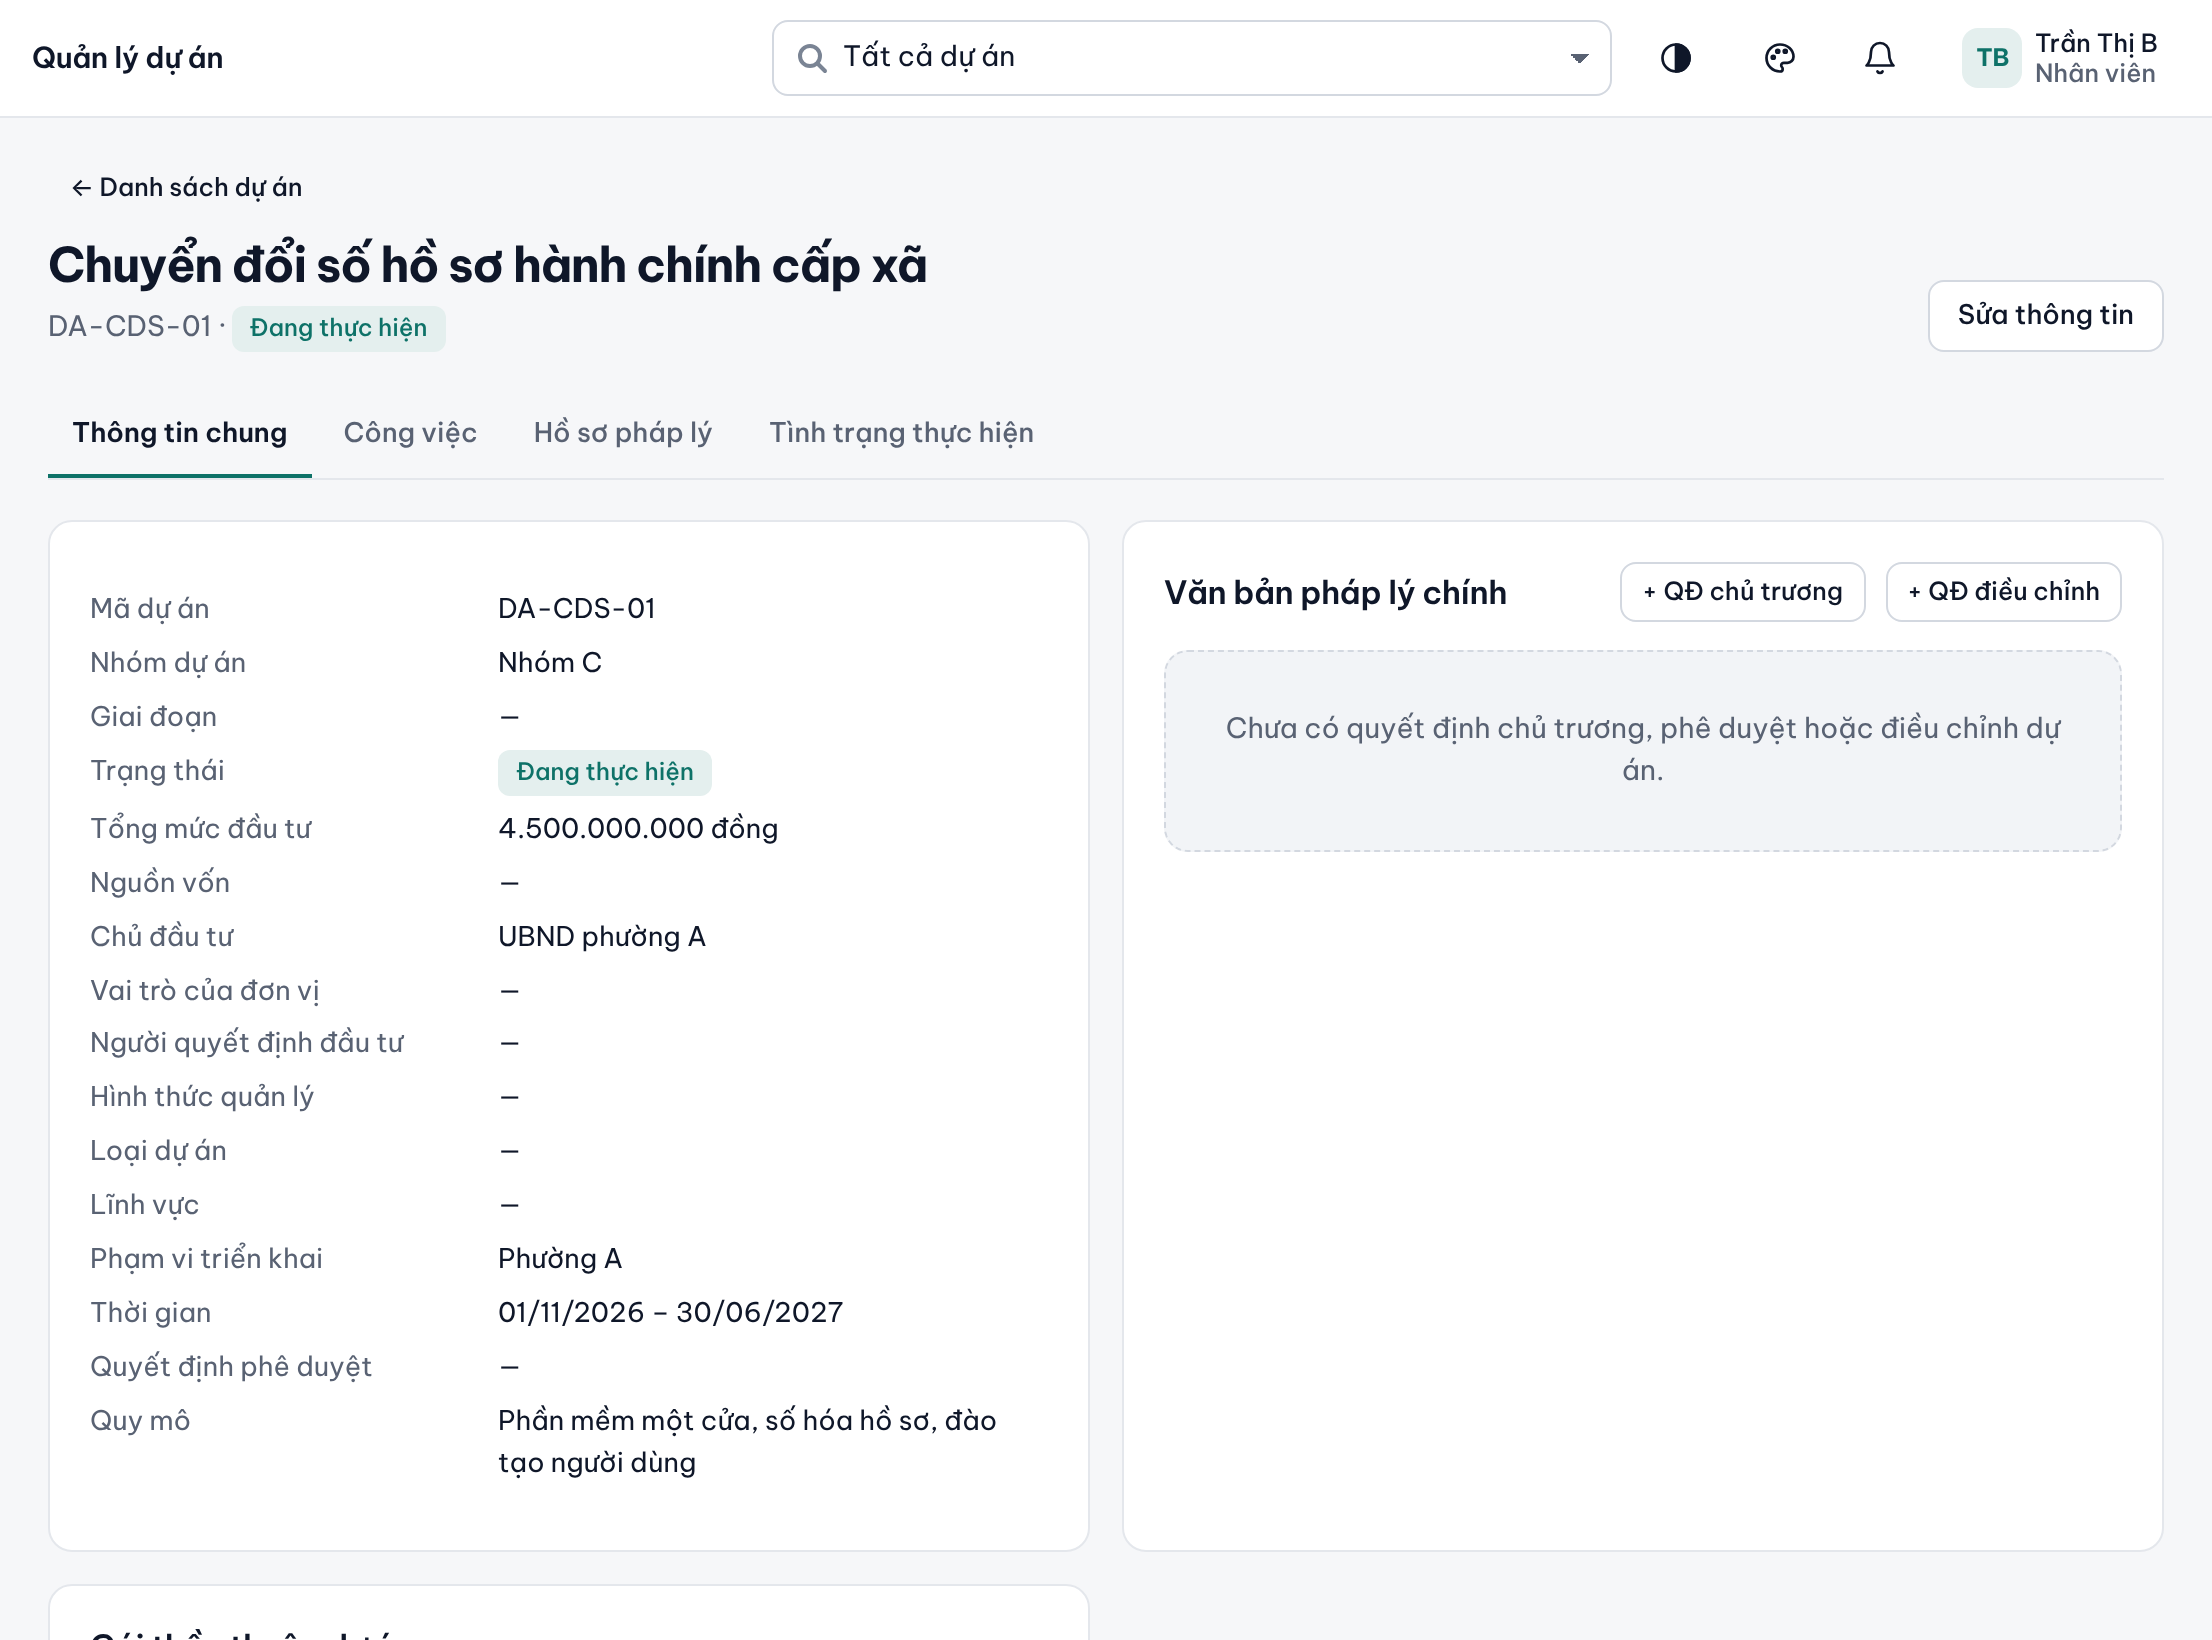 Quản lý dự án
Tất cả dự án
TB
Trần Thị B
Nhân viên
← Danh sách dự án
Chuyển đổi số hồ sơ hành chính cấp xã
DA-CDS-01 · Đang thực hiện
Sửa thông tin
Thông tin chung
Công việc
Hồ sơ pháp lý
Tình trạng thực hiện
Mã dự án DA-CDS-01
Nhóm dự án Nhóm C
Giai đoạn –
Trạng thái Đang thực hiện
Tổng mức đầu tư 4.500.000.000 đồng
Nguồn vốn –
Chủ đầu tư UBND phường A
Vai trò của đơn vị –
Người quyết định đầu tư –
Hình thức quản lý –
Loại dự án –
Lĩnh vực –
Phạm vi triển khai Phường A
Thời gian 01/11/2026 – 30/06/2027
Quyết định phê duyệt –
Quy mô Phần mềm một cửa, số hóa hồ sơ, đào
tạo người dùng
Văn bản pháp lý chính
+ QĐ chủ trương
+ QĐ điều chỉnh
Chưa có quyết định chủ trương, phê duyệt hoặc điều chỉnh dự
án.